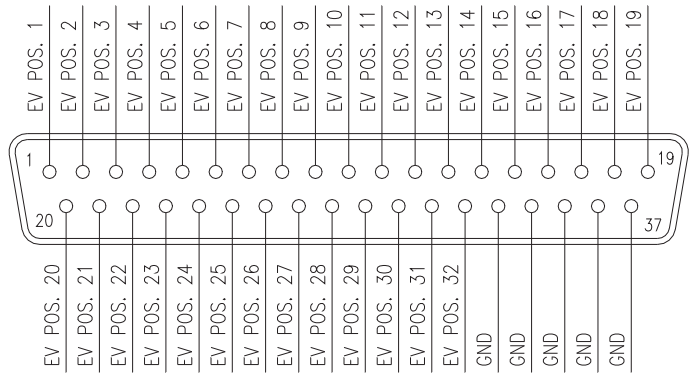 EV POS. 1
EV POS. 2
EV POS. 3
EV POS. 4
EV POS. 5
EV POS. 6
EV POS. 7
EV POS. 8
EV POS. 9
EV POS. 10
EV POS. 11
EV POS. 12
EV POS. 13
EV POS. 14
EV POS. 15
EV POS. 16
EV POS. 17
EV POS. 18
EV POS. 19
1
19
20
37
EV POS. 20
EV POS. 21
EV POS. 22
EV POS. 23
EV POS. 24
EV POS. 25
EV POS. 26
EV POS. 27
EV POS. 28
EV POS. 29
EV POS. 30
EV POS. 31
EV POS. 32
GND
GND
GND
GND
GND